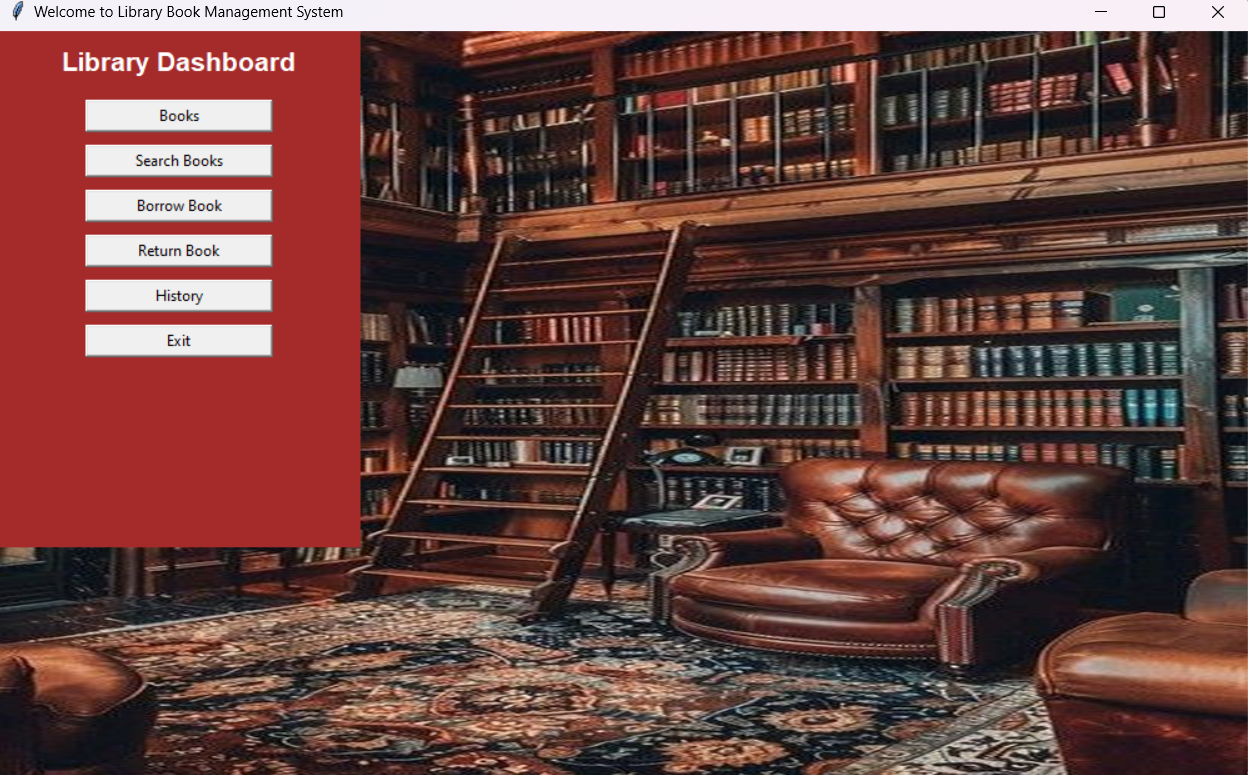 Welcome to Library Book Management System
Library Dashboard
Books
Search Books
Borrow Book
Return Book
History
Exit